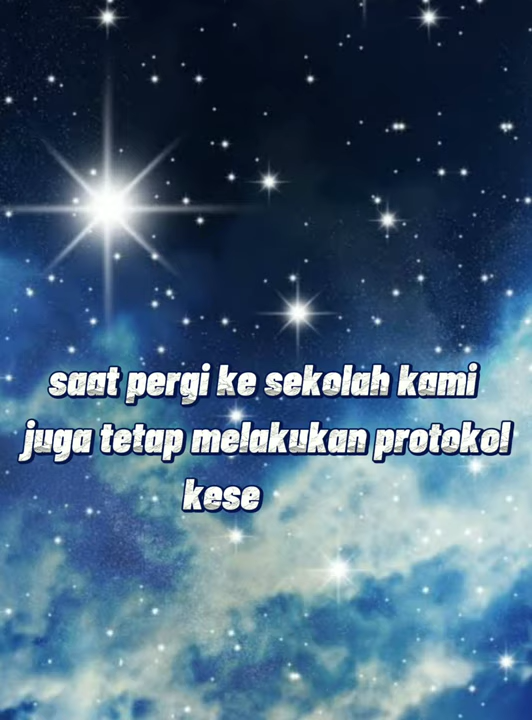 saat pergi ke sekolah kami
juga tetap melakukan protokol
kese